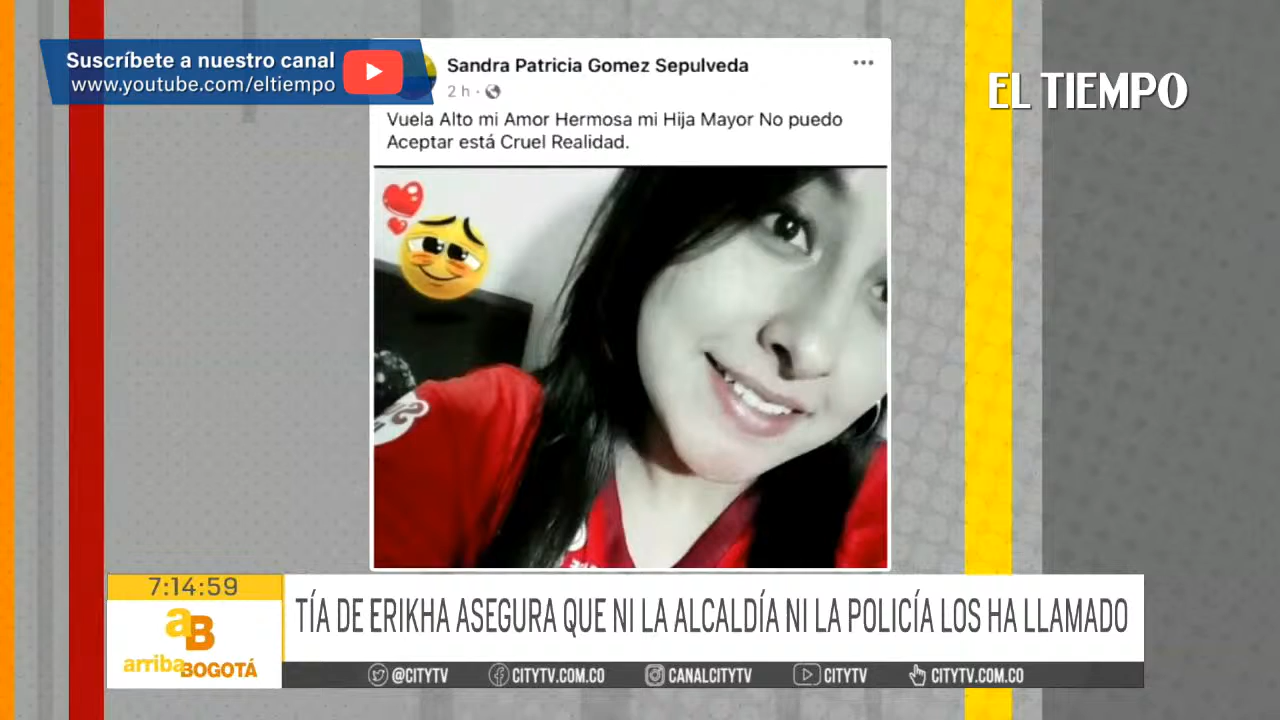 Suscríbete a nuestro canal
www.youtube.com/eltiempo
Sandra Patricia Gomez Sepulveda
2 h ·
Vuela Alto mi Amor Hermosa mi Hija Mayor No puedo
Aceptar está Cruel Realidad.
EL TIEMPO
7:14:59
aB
arriba BOGOTÁ
TÍA DE ERIKHA ASEGURA QUE NI LA ALCALDÍA NI LA POLICÍA LOS HA LLAMADO
@CITYTV CITYTV.COM.CO CANALCITYTV CITYTV CITYTV.COM.CO